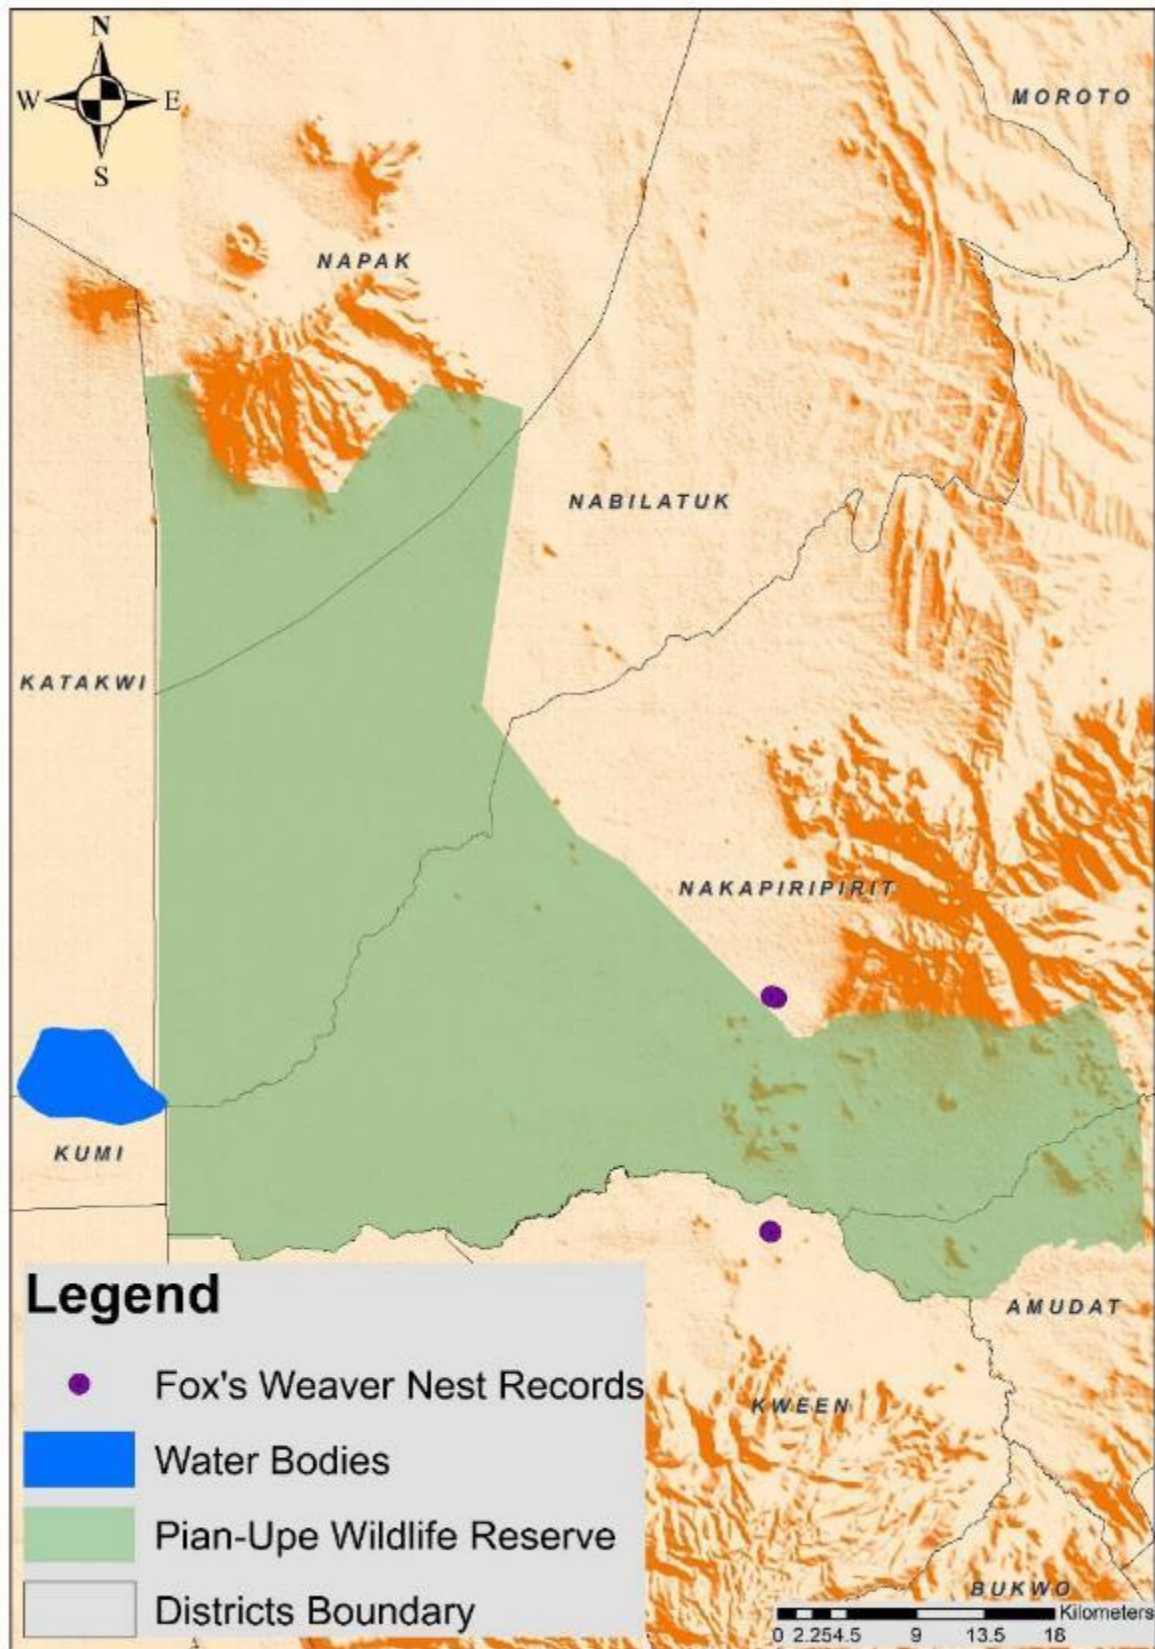 N
W E
S
MOROTO
NAPAK
NABILATUK
KATAKWI
NAKAPIRIPIRIT
KUMI
Legend
Fox's Weaver Nest Records
Water Bodies
Pian-Upe Wildlife Reserve
Districts Boundary
AMUDAT
KWEEN
BUKWO
Kilometers
0 2.25 4.5 9 13.5 18